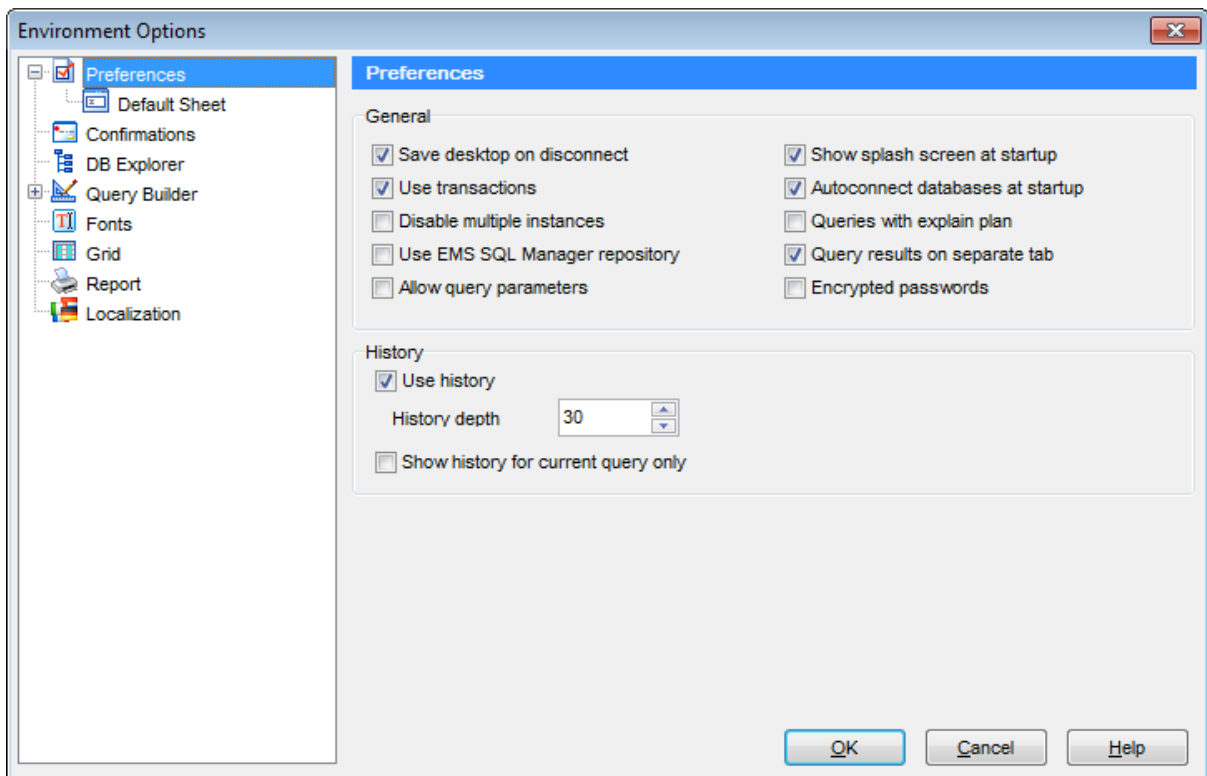 Environment Options
Preferences
Default Sheet
Confirmations
DB Explorer
Query Builder
Fonts
Grid
Report
Localization
Preferences
General
Save desktop on disconnect
Use transactions
Disable multiple instances
Use EMS SQL Manager repository
Allow query parameters
Show splash screen at startup
Autoconnect databases at startup
Queries with explain plan
Query results on separate tab
Encrypted passwords
History
Use history
History depth 30
Show history for current query only
OK Cancel Help